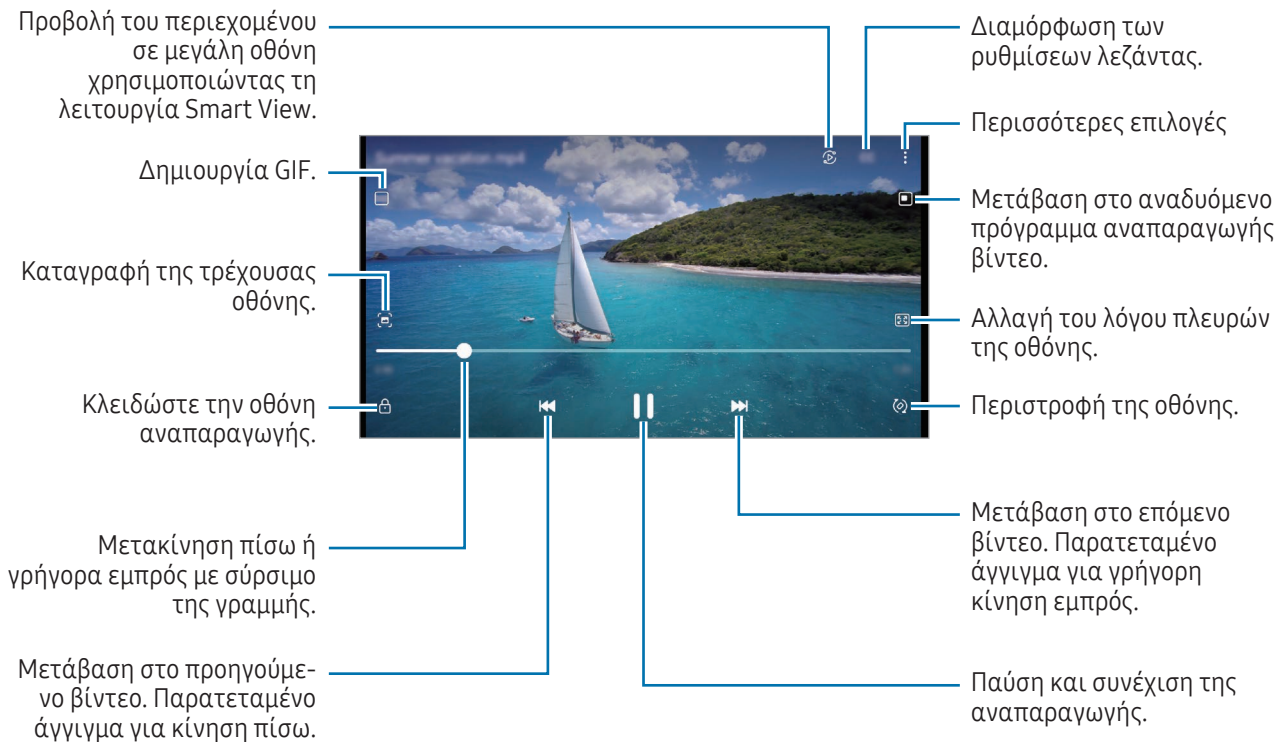 Προβολή του περιεχομένου
σε μεγάλη οθόνη
χρησιμοποιώντας τη
λειτουργία Smart View.
Δημιουργία GIF.
Καταγραφή της τρέχουσας
οθόνης.
Κλειδώστε την οθόνη
αναπαραγωγής.
Μετακίνηση πίσω ή
γρήγορα εμπρός με σύρσιμο
της γραμμής.
Μετάβαση στο προηγούμε-
νο βίντεο. Παρατεταμένο
άγγιγμα για κίνηση πίσω.
Διαμόρφωση των
ρυθμίσεων λεζάντας.
Περισσότερες επιλογές
Μετάβαση στο αναδυόμενο
πρόγραμμα αναπαραγωγής
βίντεο.
Αλλαγή του λόγου πλευρών
της οθόνης.
Περιστροφή της οθόνης.
Μετάβαση στο επόμενο
βίντεο. Παρατεταμένο
άγγιγμα για γρήγορη
κίνηση εμπρός.
Παύση και συνέχιση της
αναπαραγωγής.